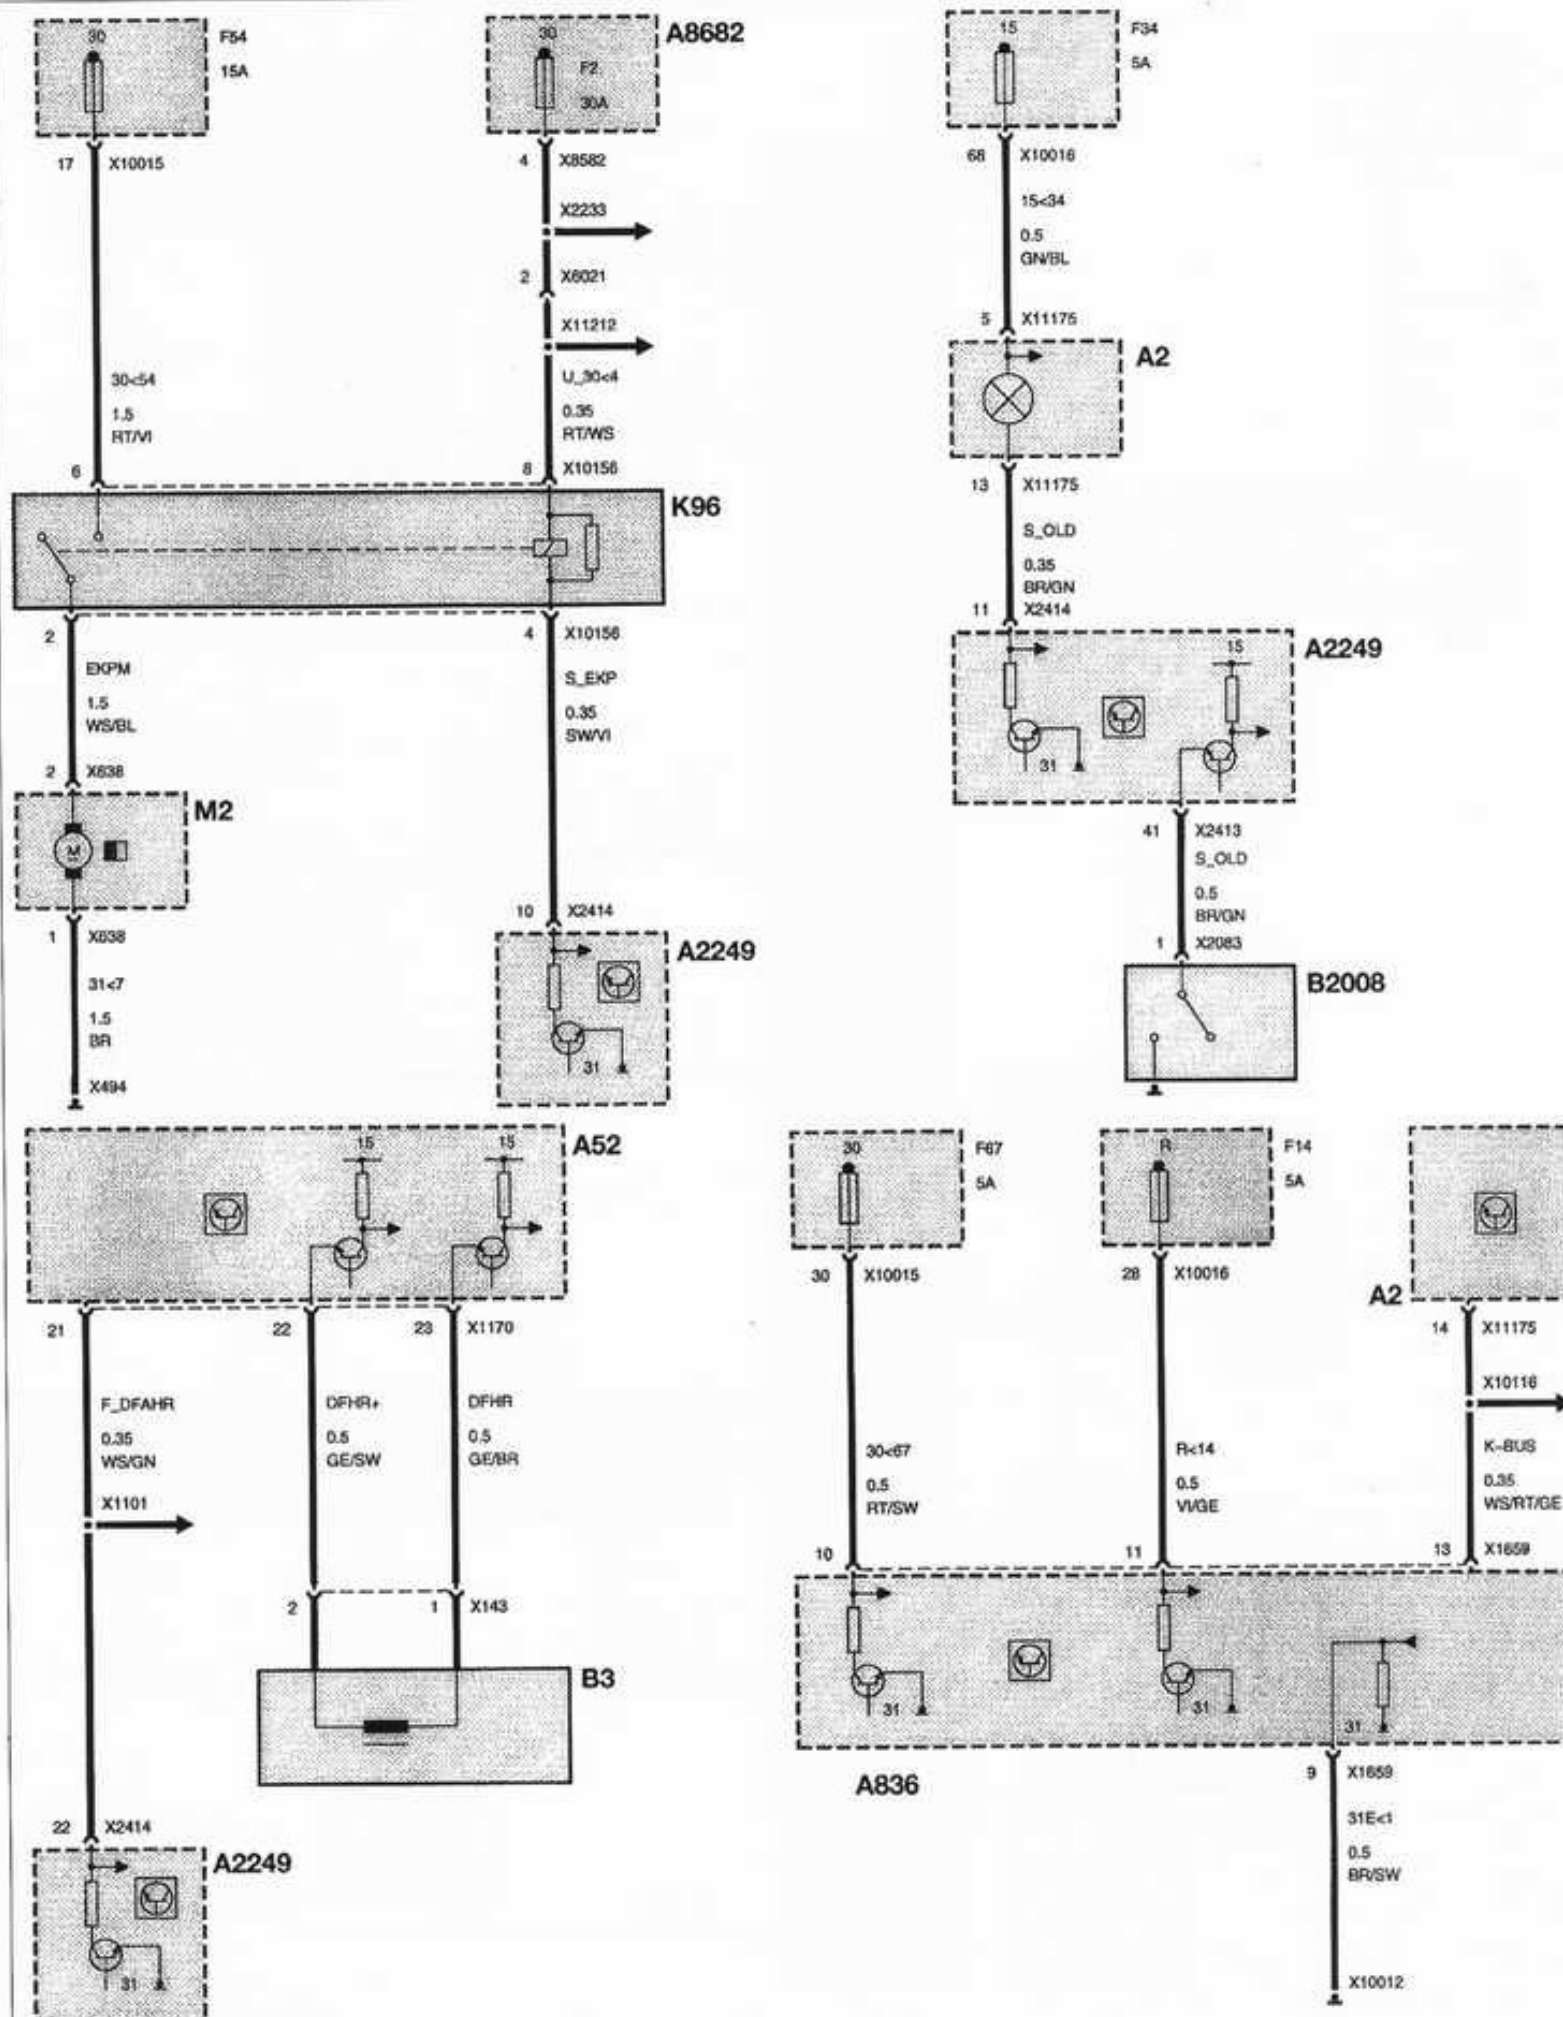 30
F54
15A
17 X10015
30<54
1.5
RT/VI
6
30
A8682
F2
30A
4 X8582
X2233
2 X6021
X11212
U_30<4
0.35
RT/WS
8 X10156
K96
2
EKPM
1.5
WS/BL
2 X638
M2
M
1 X638
31<7
1.5
BR
X494
4 X10156
S_EKP
0.35
SW/VI
10 X2414
A2249
31
15
F34
5A
68 X10016
15<34
0.5
GN/BL
5 X11175
A2
13 X11175
S_OLD
0.35
BR/GN
11 X2414
A2249
15
31
41 X2413
S_OLD
0.5
BR/GN
1 X2083
B2008
A52
15 15
21 22 23 X1170
F_DFAHR
0.35
WS/GN
X1101
DFHR+
0.5
GE/SW
DFHR
0.5
GE/BR
2 1 X143
B3
22 X2414
A2249
31
30
F67
5A
30 X10015
30<67
0.5
RT/SW
10
R
F14
5A
28 X10016
R<14
0.5
VI/GE
11
A2
14 X11175
X10116
K-BUS
0.35
WS/RT/GE
13 X1659
31 31 31
A836
9 X1659
31E<1
0.5
BR/SW
X10012